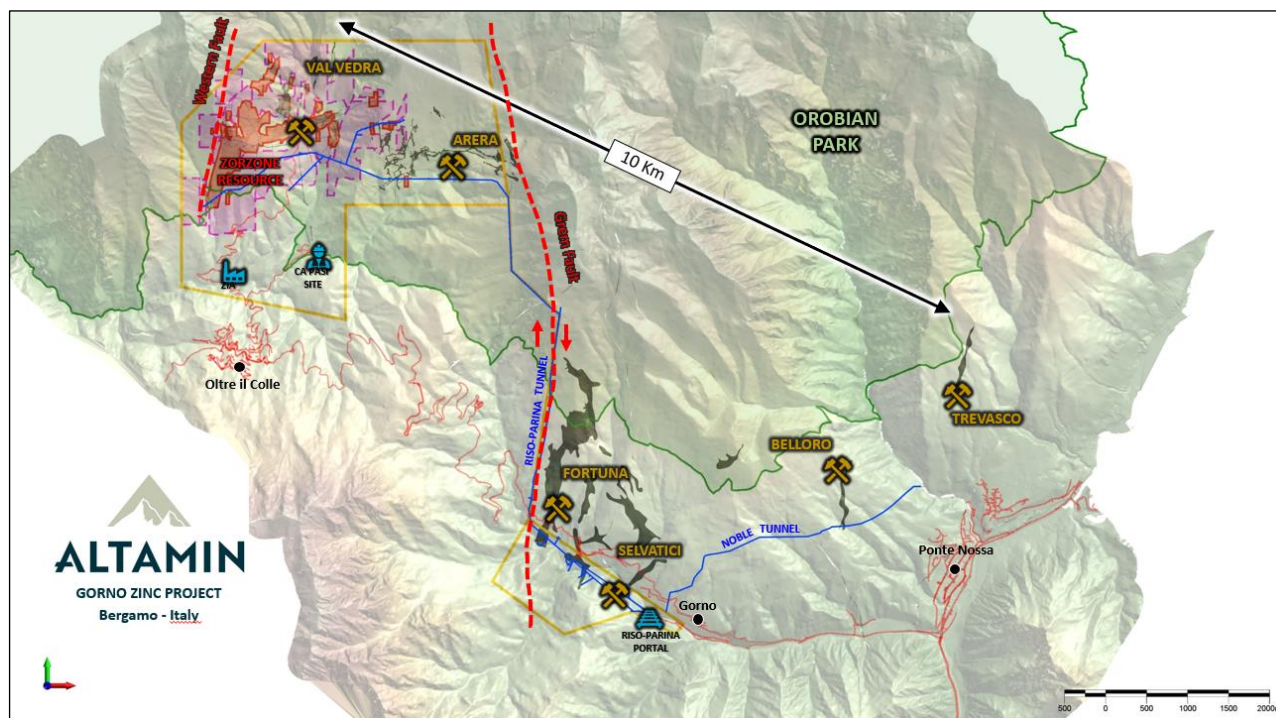 Western Fault
VAL VEDRA
ARERA
OROBIAN
PARK
10 Km
ZORZONE
RESOURCE
Green Fault
CA PASI
SITE
ZIA
Oltre il Colle
RISO-PARINA TUNNEL
TREVASCO
BELLORO
FORTUNA
NOBLE TUNNEL
SELVATICI
Ponte Nossa
Gorno
RISO-PARINA
PORTAL
ALTAMIN
GORNO ZINC PROJECT
Bergamo - Italy
500 0 500 1000 1500 2000